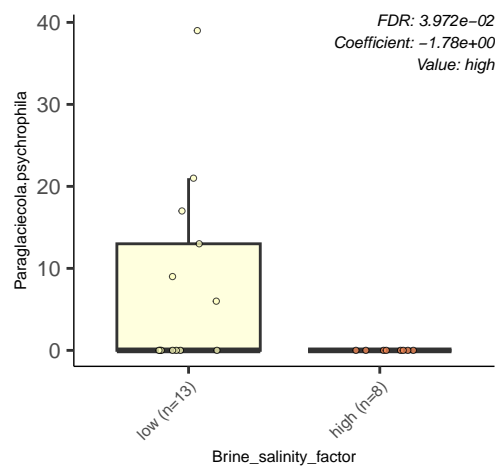 FDR: 3.972e−02
Coefficient: −1.78e+00
Value: high
Paraglaciecola.psychrophila
40
30
20
10
0
low (n=13)
high (n=8)
Brine_salinity_factor